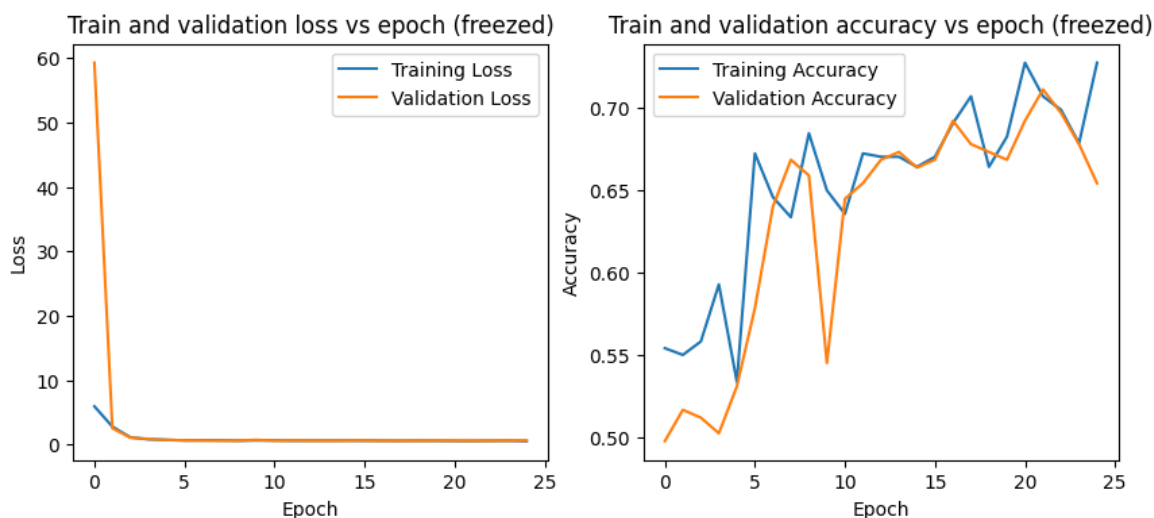 Train and validation loss vs epoch (freezed)
60
50
40
30
20
10
0
Loss
Training Loss
Validation Loss
0 5 10 15 20 25
Epoch
Train and validation accuracy vs epoch (freezed)
0.70
0.65
0.60
0.55
0.50
Accuracy
Training Accuracy
Validation Accuracy
0 5 10 15 20 25
Epoch